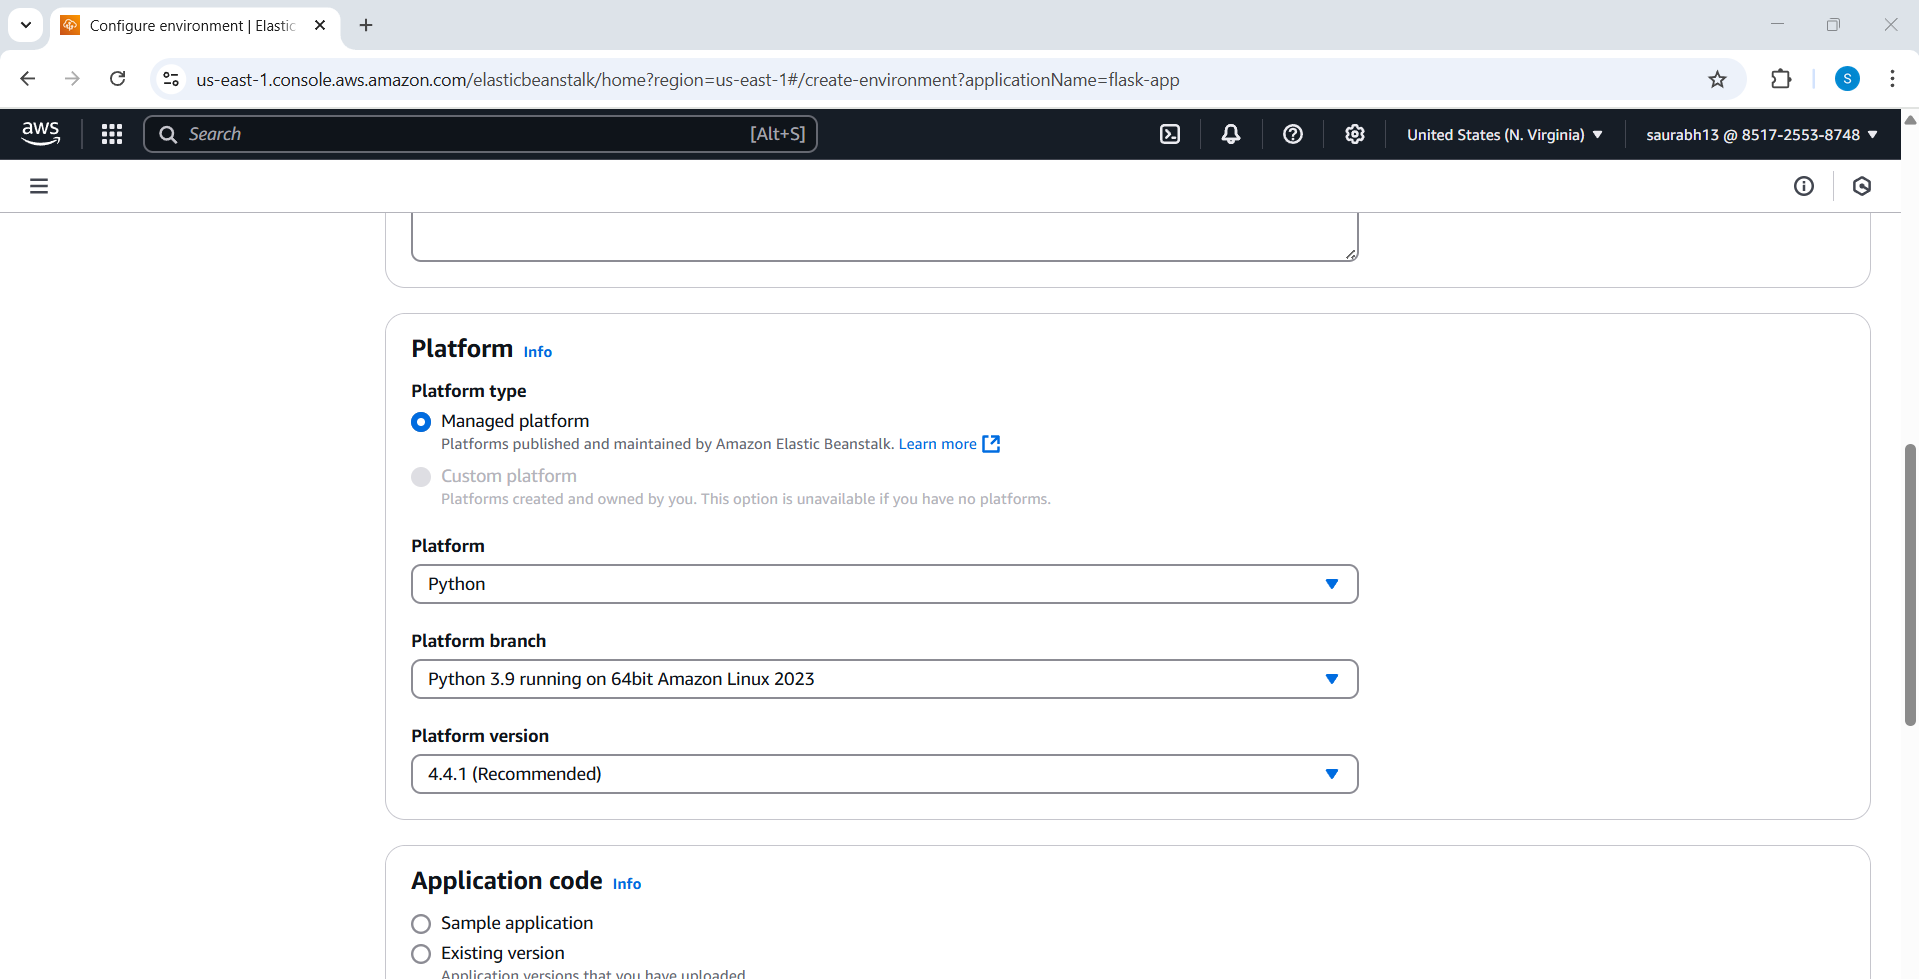 Configure environment | Elastic
us-east-1.console.aws.amazon.com/elasticbeanstalk/home?region=us-east-1#/create-environment?applicationName=flask-app
S
aws
Search
[Alt+S]
United States (N. Virginia)
saurabh13 @ 8517-2553-8748
Platform Info
Platform type
Managed platform
Platforms published and maintained by Amazon Elastic Beanstalk. Learn more
Custom platform
Platforms created and owned by you. This option is unavailable if you have no platforms.
Platform
Python
Platform branch
Python 3.9 running on 64bit Amazon Linux 2023
Platform version
4.4.1 (Recommended)
Application code Info
Sample application
Existing version
Application versions that you have uploaded